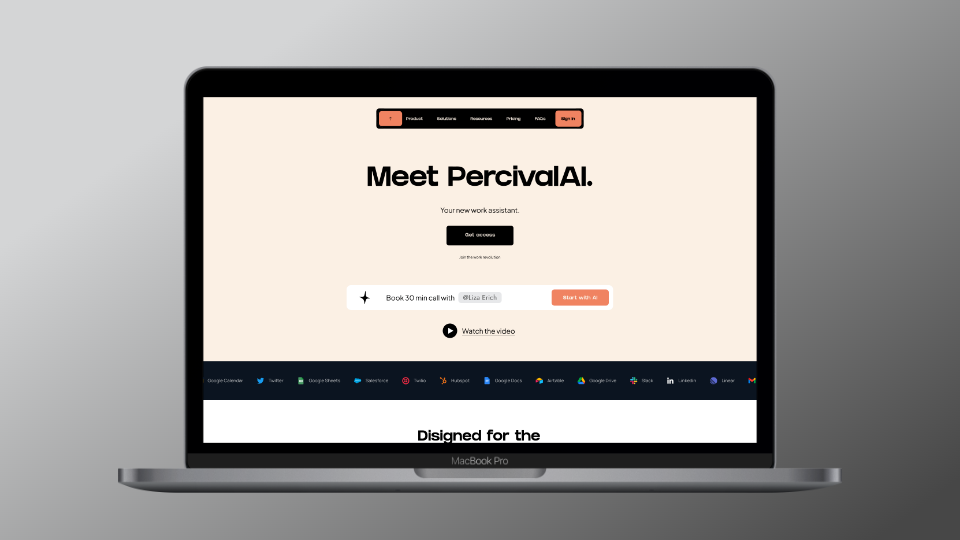 Product Solutions Resources Pricing FAQs Sign in
Meet PercivalAI.
Your new work assistant.
Get access
Join the work revolution
Book 30 min call with @Liza Erich Start with AI
Watch the video
Google Calendar Twitter Google Sheets Salesforce Twilio Hubspot Google Docs Airtable Google Drive Slack LinkedIn Linear
Disigned for the
MacBook Pro